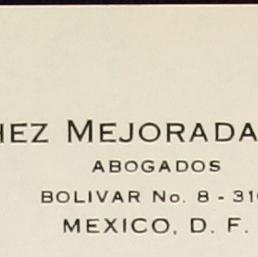 HEZ MEJORADA
ABOGADOS
BOLIVAR No. 8 - 31
MEXICO, D. F.